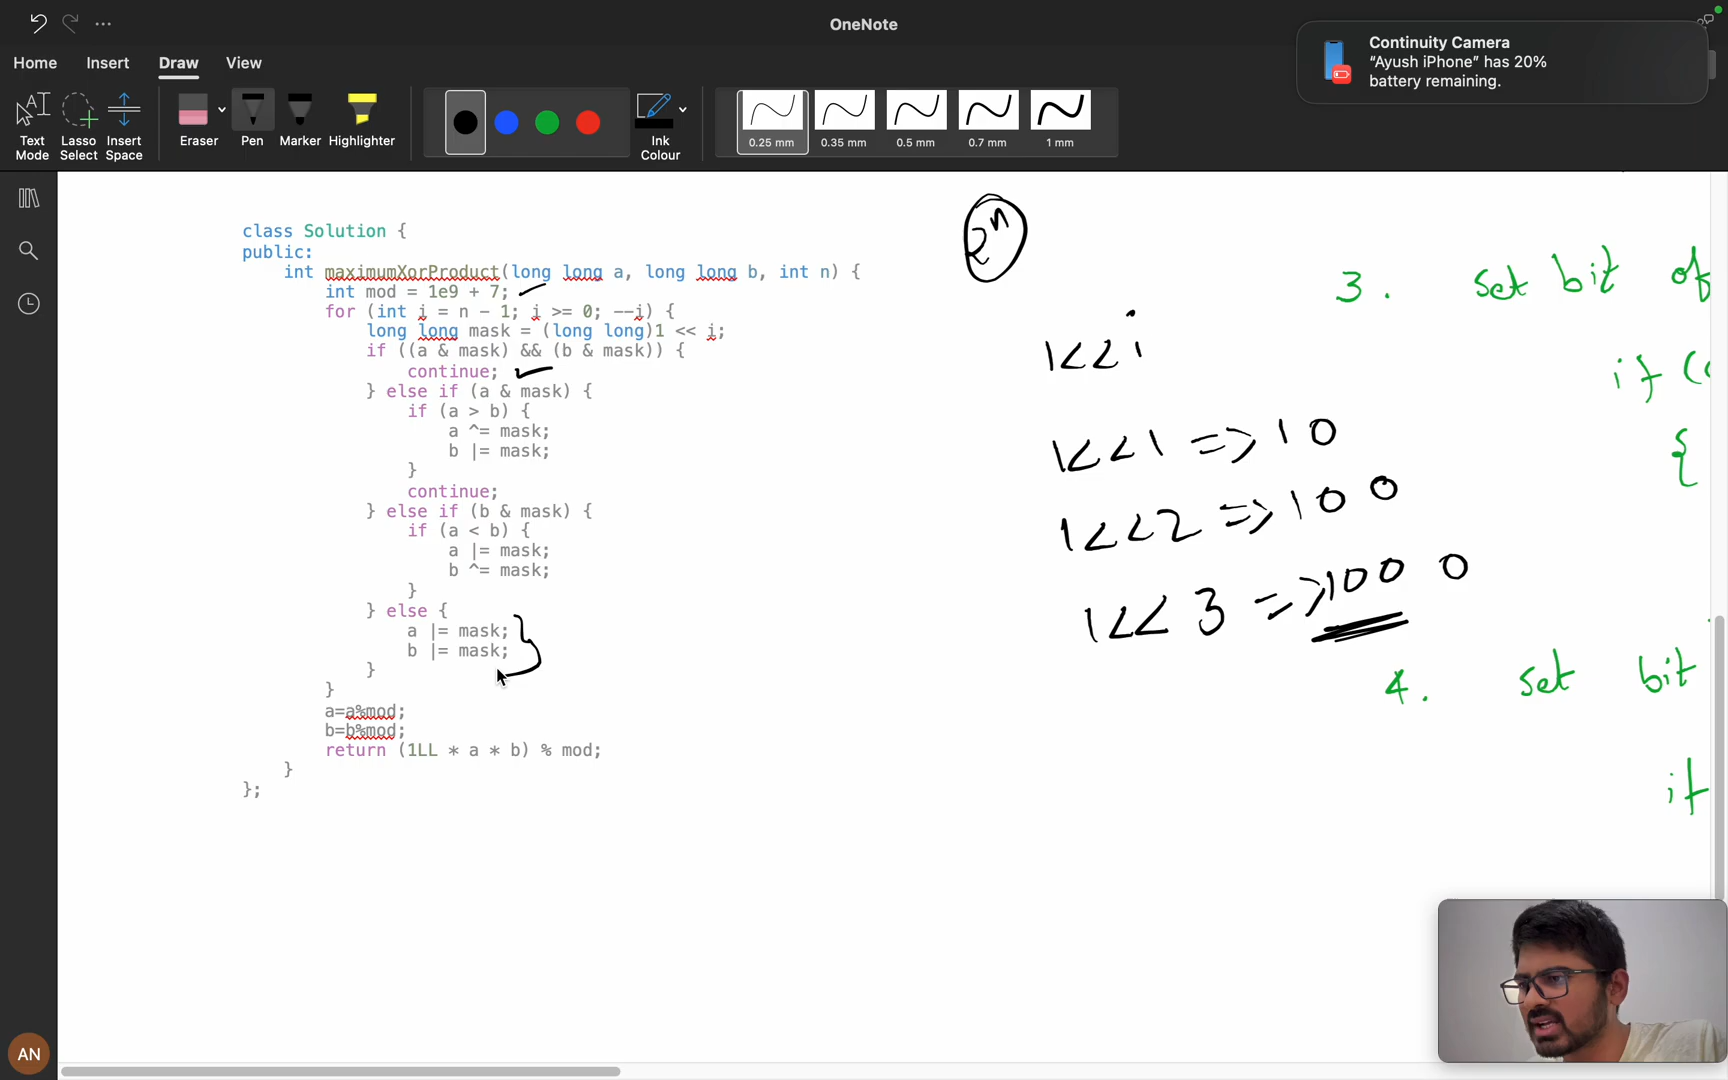 OneNote
Continuity Camera
“Ayush iPhone” has 20%
battery remaining.
Home Insert Draw View
Text Mode
Lasso Select
Insert Space
Eraser
Pen
Marker
Highlighter
Ink Colour
0.25 mm
0.35 mm
0.5 mm
0.7 mm
1 mm
class Solution {
public:
int maximumXorProduct(long long a, long long b, int n) {
int mod = 1e9 + 7;
for (int i = n - 1; i >= 0; --i) {
long long mask = (long long)1 << i;
if ((a & mask) && (b & mask)) {
continue;
} else if (a & mask) {
if (a > b) {
a ^= mask;
b |= mask;
}
continue;
} else if (b & mask) {
if (a < b) {
a |= mask;
b ^= mask;
}
} else {
a |= mask;
b |= mask;
}
}
a=a%mod;
b=b%mod;
return (1LL * a * b) % mod;
}
};
2^n
1<<i
1<<1 => 10
1<<2 => 100
1<<3 => 1000
3. set bit of
if (
{
4. set bit
if
AN